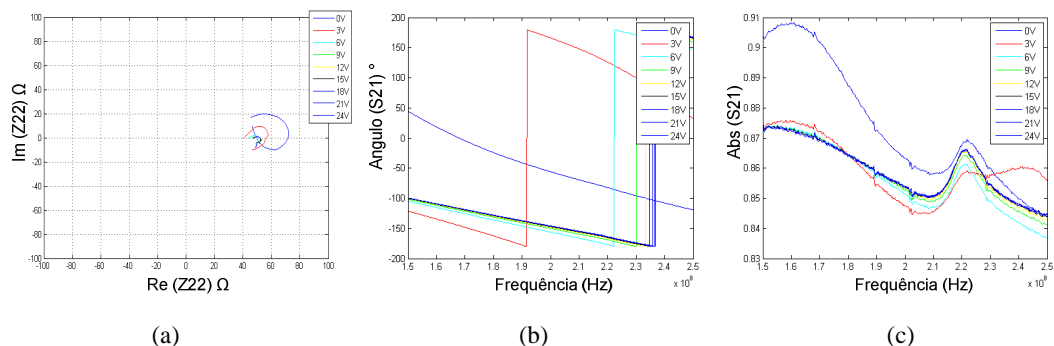 100
80
60
40
20
0
-20
-40
-60
-80
-100
-100 -80 -60 -40 -20 0 20 40 60 80 100
Im (Z22) Ω
Re (Z22) Ω
0V
3V
6V
9V
12V
15V
18V
21V
24V
(a)
200
150
100
50
0
-50
-100
-150
-200
1.5 1.6 1.7 1.8 1.9 2 2.1 2.2 2.3 2.4 2.5
x 10⁸
Angulo (S21) °
Frequência (Hz)
0V
3V
6V
9V
12V
15V
18V
21V
24V
(b)
0.91
0.9
0.89
0.88
0.87
0.86
0.85
0.84
0.83
1.5 1.6 1.7 1.8 1.9 2 2.1 2.2 2.3 2.4 2.5
x 10⁸
Abs (S21)
Frequência (Hz)
0V
3V
6V
9V
12V
15V
18V
21V
24V
(c)